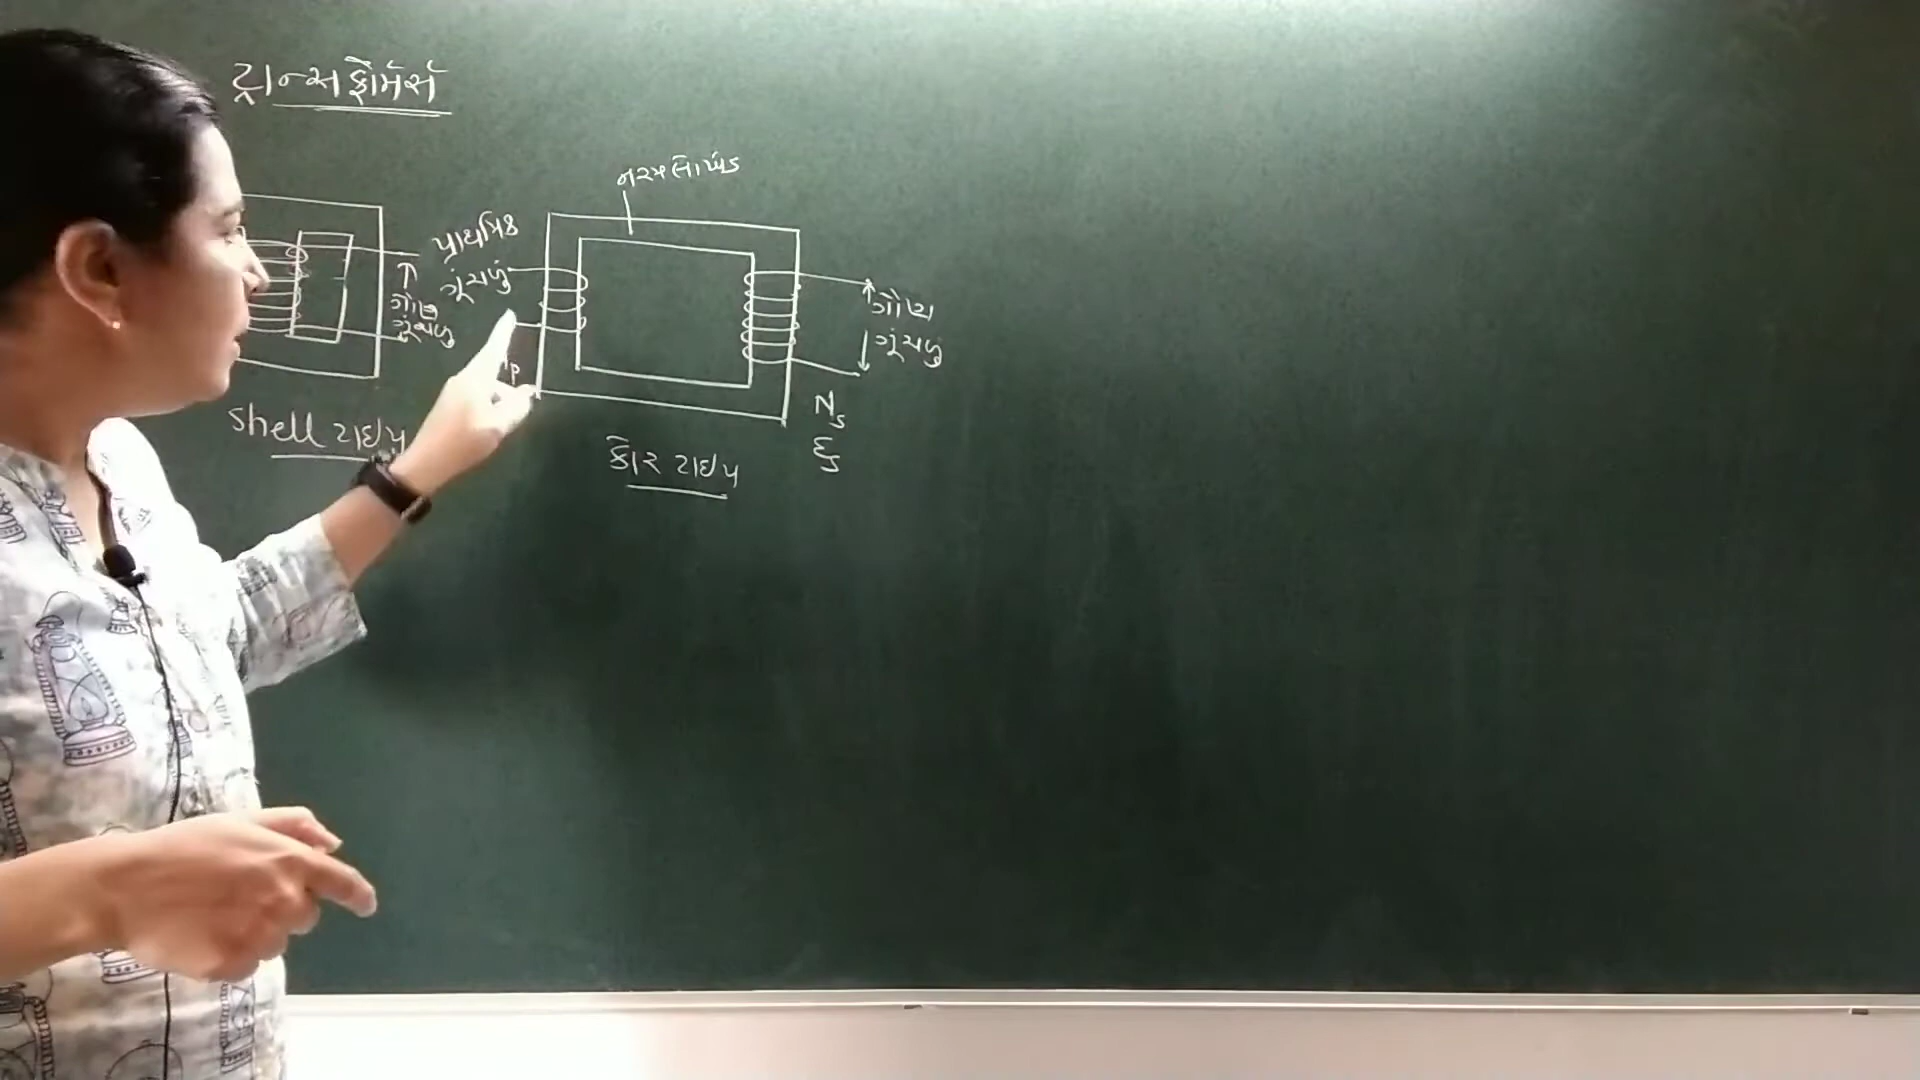 ટ્રાન્સફોર્મર્સ
નરમ લોખંડ
પ્રાથમિક
ગૂંચળું
ગૌણ
ગૂંચળું
ગૌણ
ગૂંચળું
Shell ટાઇપ
કોર ટાઇપ
Ns